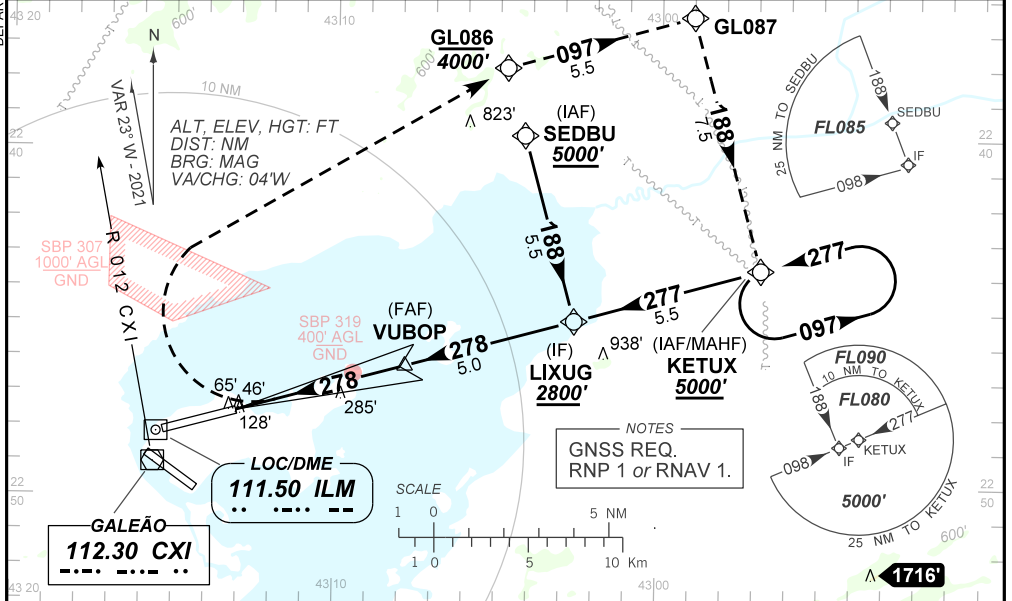 43 20
600'
43 10
43 00
GL086
4000'
097
5.5
GL087
N
600'
10 NM
VAR 23° W - 2021
ALT, ELEV, HGT: FT
DIST: NM
BRG: MAG
VA/CHG: 04'W
823'
(IAF)
SEDBU
5000'
188
7.5
25 NM TO SEDBU
188
SEDBU
FL085
IF
098
22
40
22
40
R 012 CXI
SBP 307
1000' AGL
GND
188
5.5
277
097
SBP 319
400' AGL
GND
(FAF)
VUBOP
278
5.0
277
5.5
(IF)
LIXUG
2800'
938'
(IAF/MAHF)
KETUX
5000'
278
285'
65'
46'
128'
FL090
10 NM TO KETUX
FL080
188
277
KETUX
IF
098
5000'
25 NM TO KETUX
NOTES
GNSS REQ.
RNP 1 or RNAV 1.
LOC/DME
111.50 ILM
GALEÃO
112.30 CXI
SCALE
1 0 5 NM
1 0 5 10 Km
22
50
22
50
600'
1716'
43 20
43 10
43 00